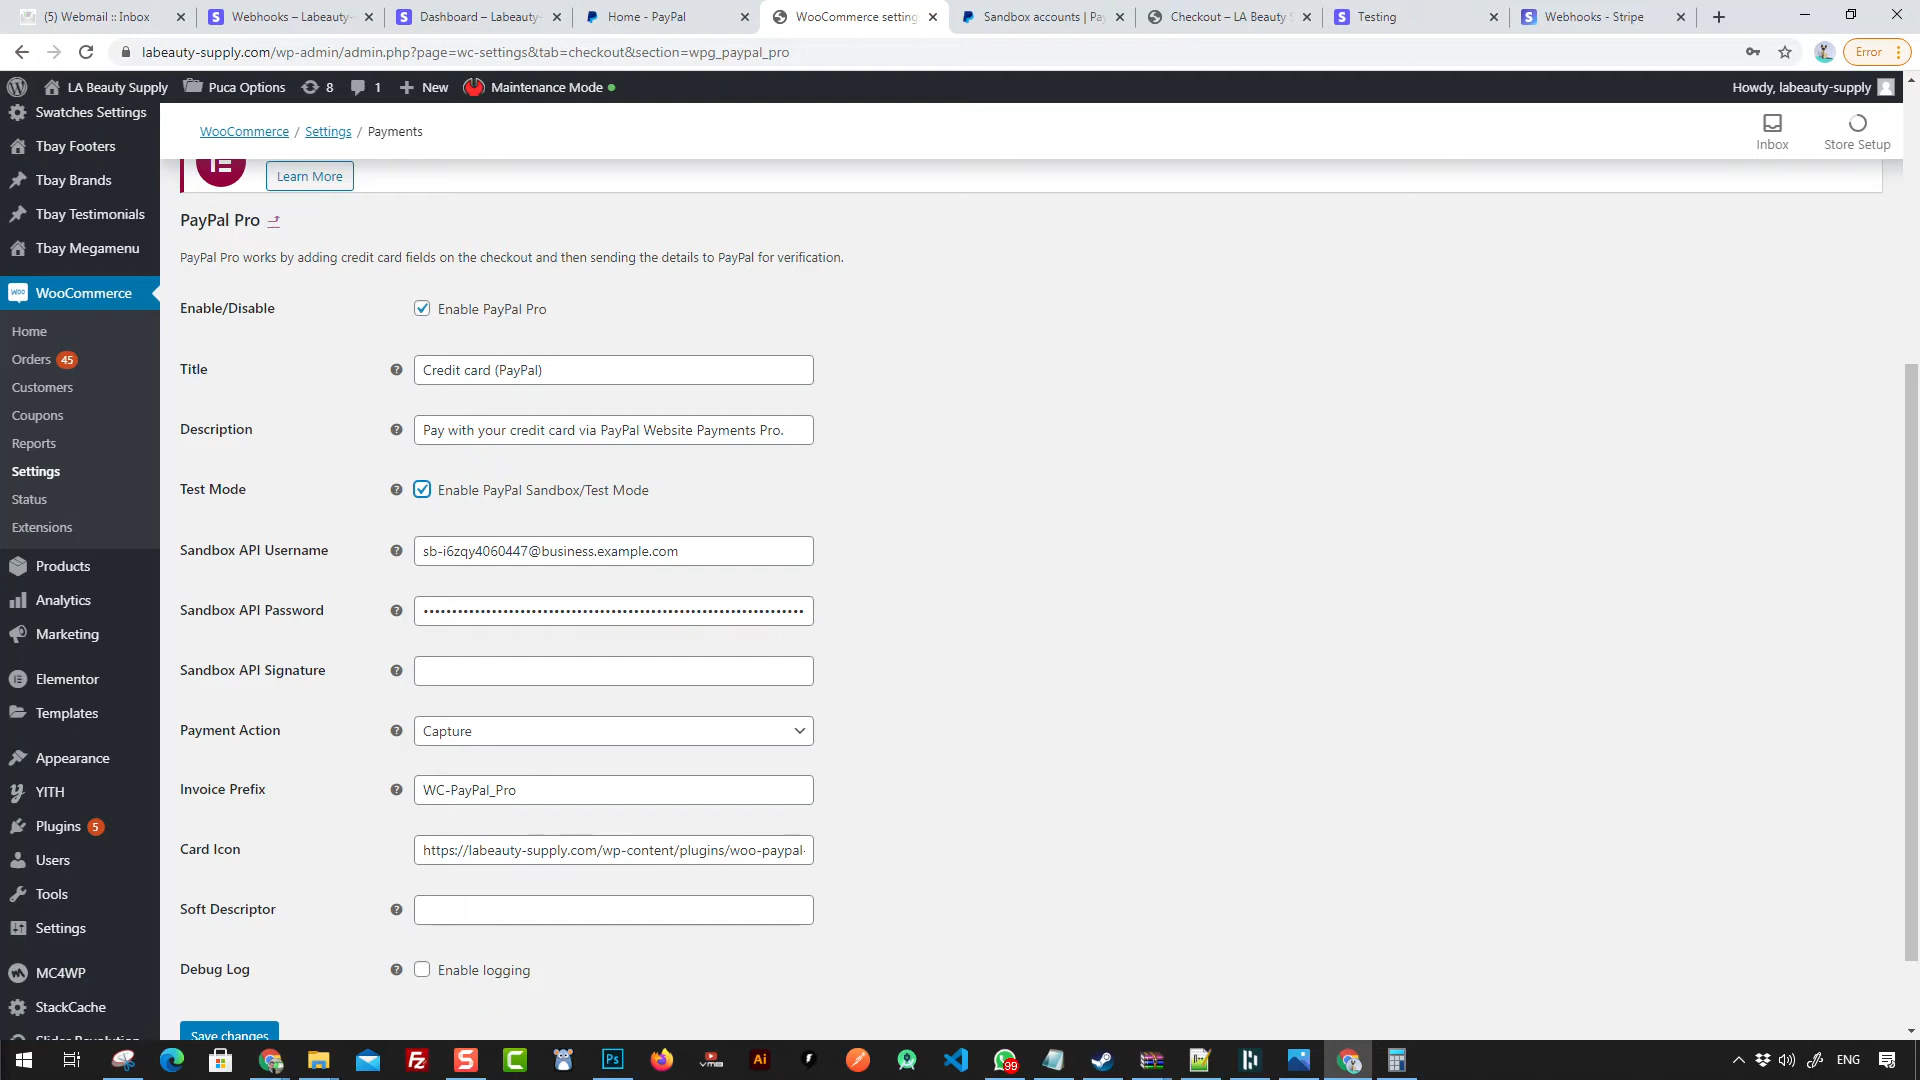 (5) Webmail :: Inbox
Webhooks – Labeauty-
Dashboard – Labeauty-
Home - PayPal
WooCommerce setting
Sandbox accounts | Pay
Checkout – LA Beauty S
Testing
Webhooks - Stripe
labeauty-supply.com/wp-admin/admin.php?page=wc-settings&tab=checkout&section=wpg_paypal_pro
Error
LA Beauty Supply
Puca Options
8
1
New
Maintenance Mode
Howdy, labeauty-supply
Swatches Settings
Tbay Footers
Tbay Brands
Tbay Testimonials
Tbay Megamenu
WooCommerce
Home
Orders 45
Customers
Coupons
Reports
Settings
Status
Extensions
Products
Analytics
Marketing
Elementor
Templates
Appearance
YITH
Plugins 5
Users
Tools
Settings
MC4WP
StackCache
Slider Revolution
WooCommerce / Settings / Payments
Inbox
Store Setup
Learn More
PayPal Pro
PayPal Pro works by adding credit card fields on the checkout and then sending the details to PayPal for verification.
Enable/Disable
Enable PayPal Pro
Title
Credit card (PayPal)
Description
Pay with your credit card via PayPal Website Payments Pro.
Test Mode
Enable PayPal Sandbox/Test Mode
Sandbox API Username
sb-i6zqy4060447@business.example.com
Sandbox API Password
Sandbox API Signature
Payment Action
Capture
Invoice Prefix
WC-PayPal_Pro
Card Icon
https://labeauty-supply.com/wp-content/plugins/woo-paypal-
Soft Descriptor
Debug Log
Enable logging
Save changes
99
ENG